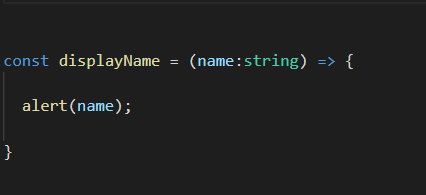 const displayName = (name:string) => {
alert(name);
}